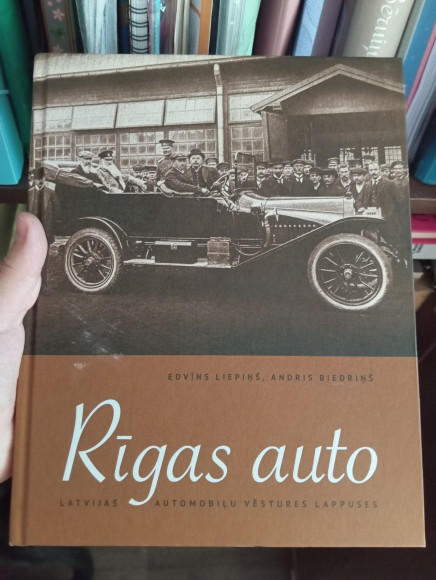 EDVĪNS LIEPIŅŠ, ANDRIS BIEDRIŅŠ
Rīgas auto
LATVIJAS AUTOMOBIĻU VĒSTURES LAPPUSES